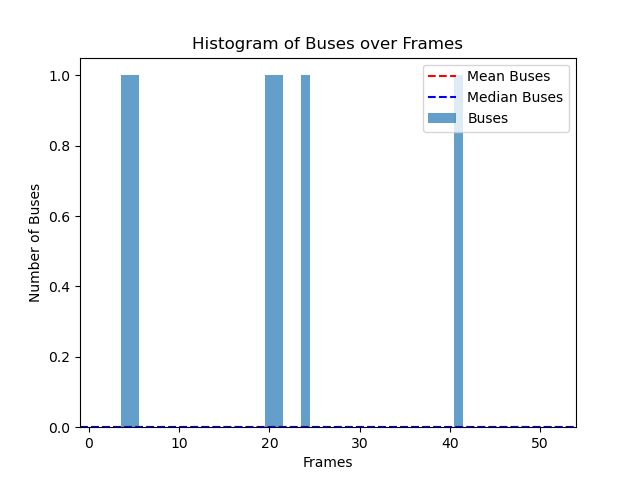 Histogram of Buses over Frames
Mean Buses
Median Buses
Buses
Number of Buses
1.0
0.8
0.6
0.4
0.2
0.0
0 10 20 30 40 50
Frames